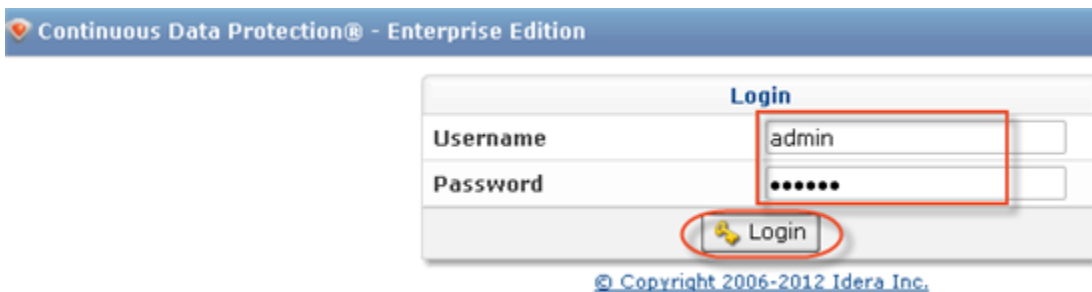 Continuous Data Protection® - Enterprise Edition
Login
Username admin
Password ••••••
Login
© Copyright 2006-2012 Idera Inc.